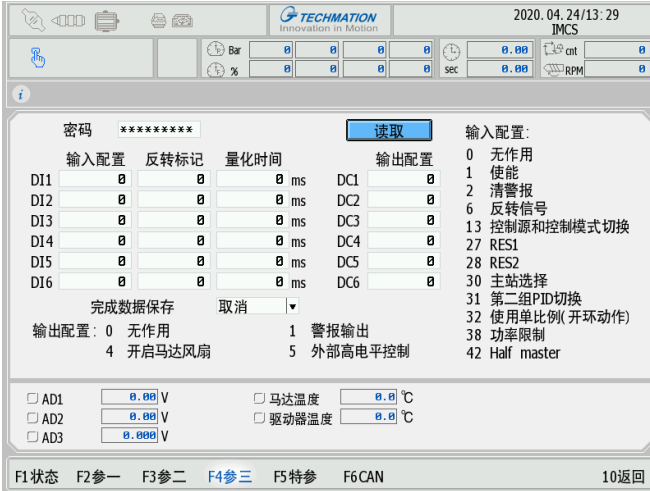 TECHMATION
Innovation in Motion
2020.04.24/13:29
IMCS
Bar 0 0 0 0 0.00 cnt 0
% 0 0 0 0 sec 0.00 RPM 0
密码 ********* 读取 输入配置:
输入配置 反转标记 量化时间 输出配置 0 无作用
DI1 0 0 0 ms DC1 0 1 使能
DI2 0 0 0 ms DC2 0 2 清警报
DI3 0 0 0 ms DC3 0 6 反转信号
DI4 0 0 0 ms DC4 0 13 控制源和控制模式切换
DI5 0 0 0 ms DC5 0 27 RES1
DI6 0 0 0 ms DC6 0 28 RES2
30 主站选择
完成数据保存 取消 31 第二组PID切换
输出配置: 0 无作用 1 警报输出 32 使用单比例(开环动作)
4 开启马达风扇 5 外部高电平控制 38 功率限制
42 Half master
AD1 0.00 V 马达温度 0.0 ℃
AD2 0.00 V 驱动器温度 0.0 ℃
AD3 0.000 V
F1状态 F2参一 F3参二 F4参三 F5特参 F6CAN 10返回